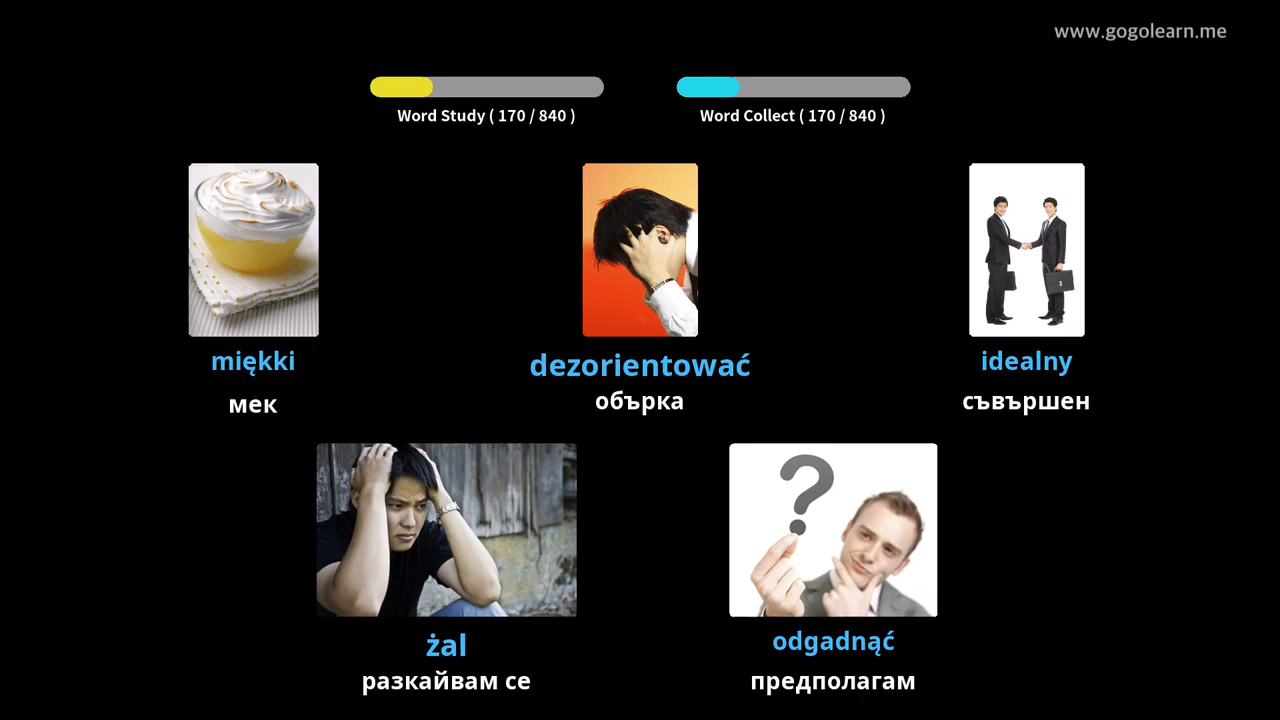 www.gogolearn.me
Word Study ( 170 / 840 )
Word Collect ( 170 / 840 )
miękki
мек
dezorientować
обърка
idealny
съвършен
żal
разкайвам се
odgadnąć
предполагам